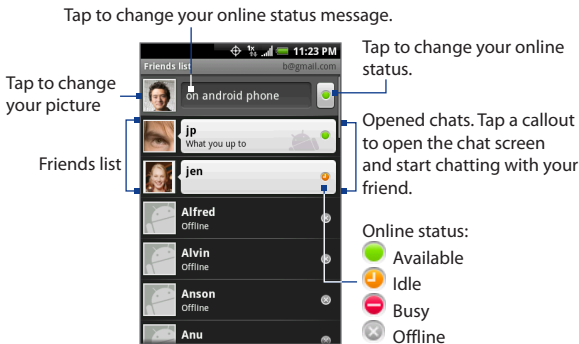 Tap to change your online status message.
11:23 PM
Friends list
b@gmail.com
Tap to change your online
status.
on android phone
Tap to change
your picture
jp
What you up to
Opened chats. Tap a callout
to open the chat screen
and start chatting with your
friend.
Friends list
jen
Alfred
Offline
Online status:
Available
Alvin
Offline
Idle
Anson
Offline
Busy
Anu
Offline